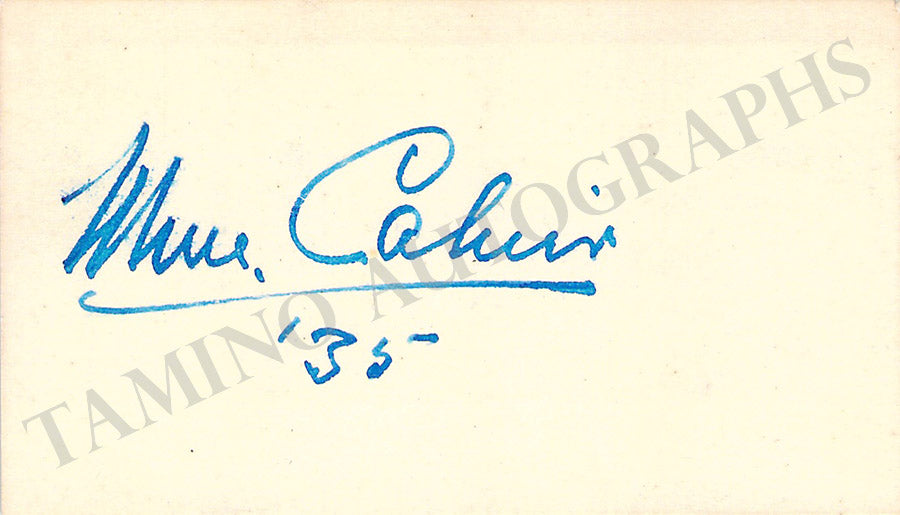 Mme. Cahier
'35
TAMINO AUTOGRAPHS